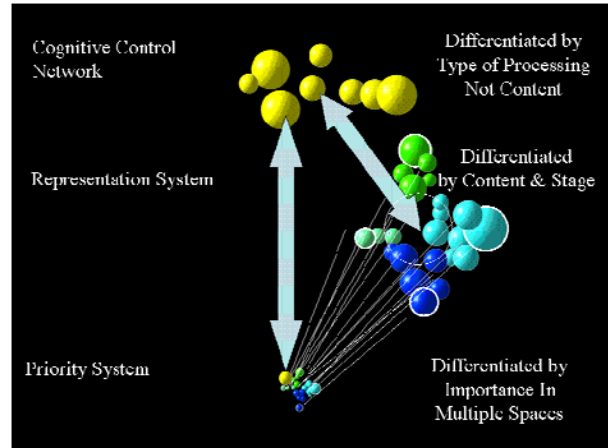 Cognitive Control
Network
Differentiated by
Type of Processing
Not Content
Representation System
Differentiated
by Content & Stage
Priority System
Differentiated by
Importance In
Multiple Spaces